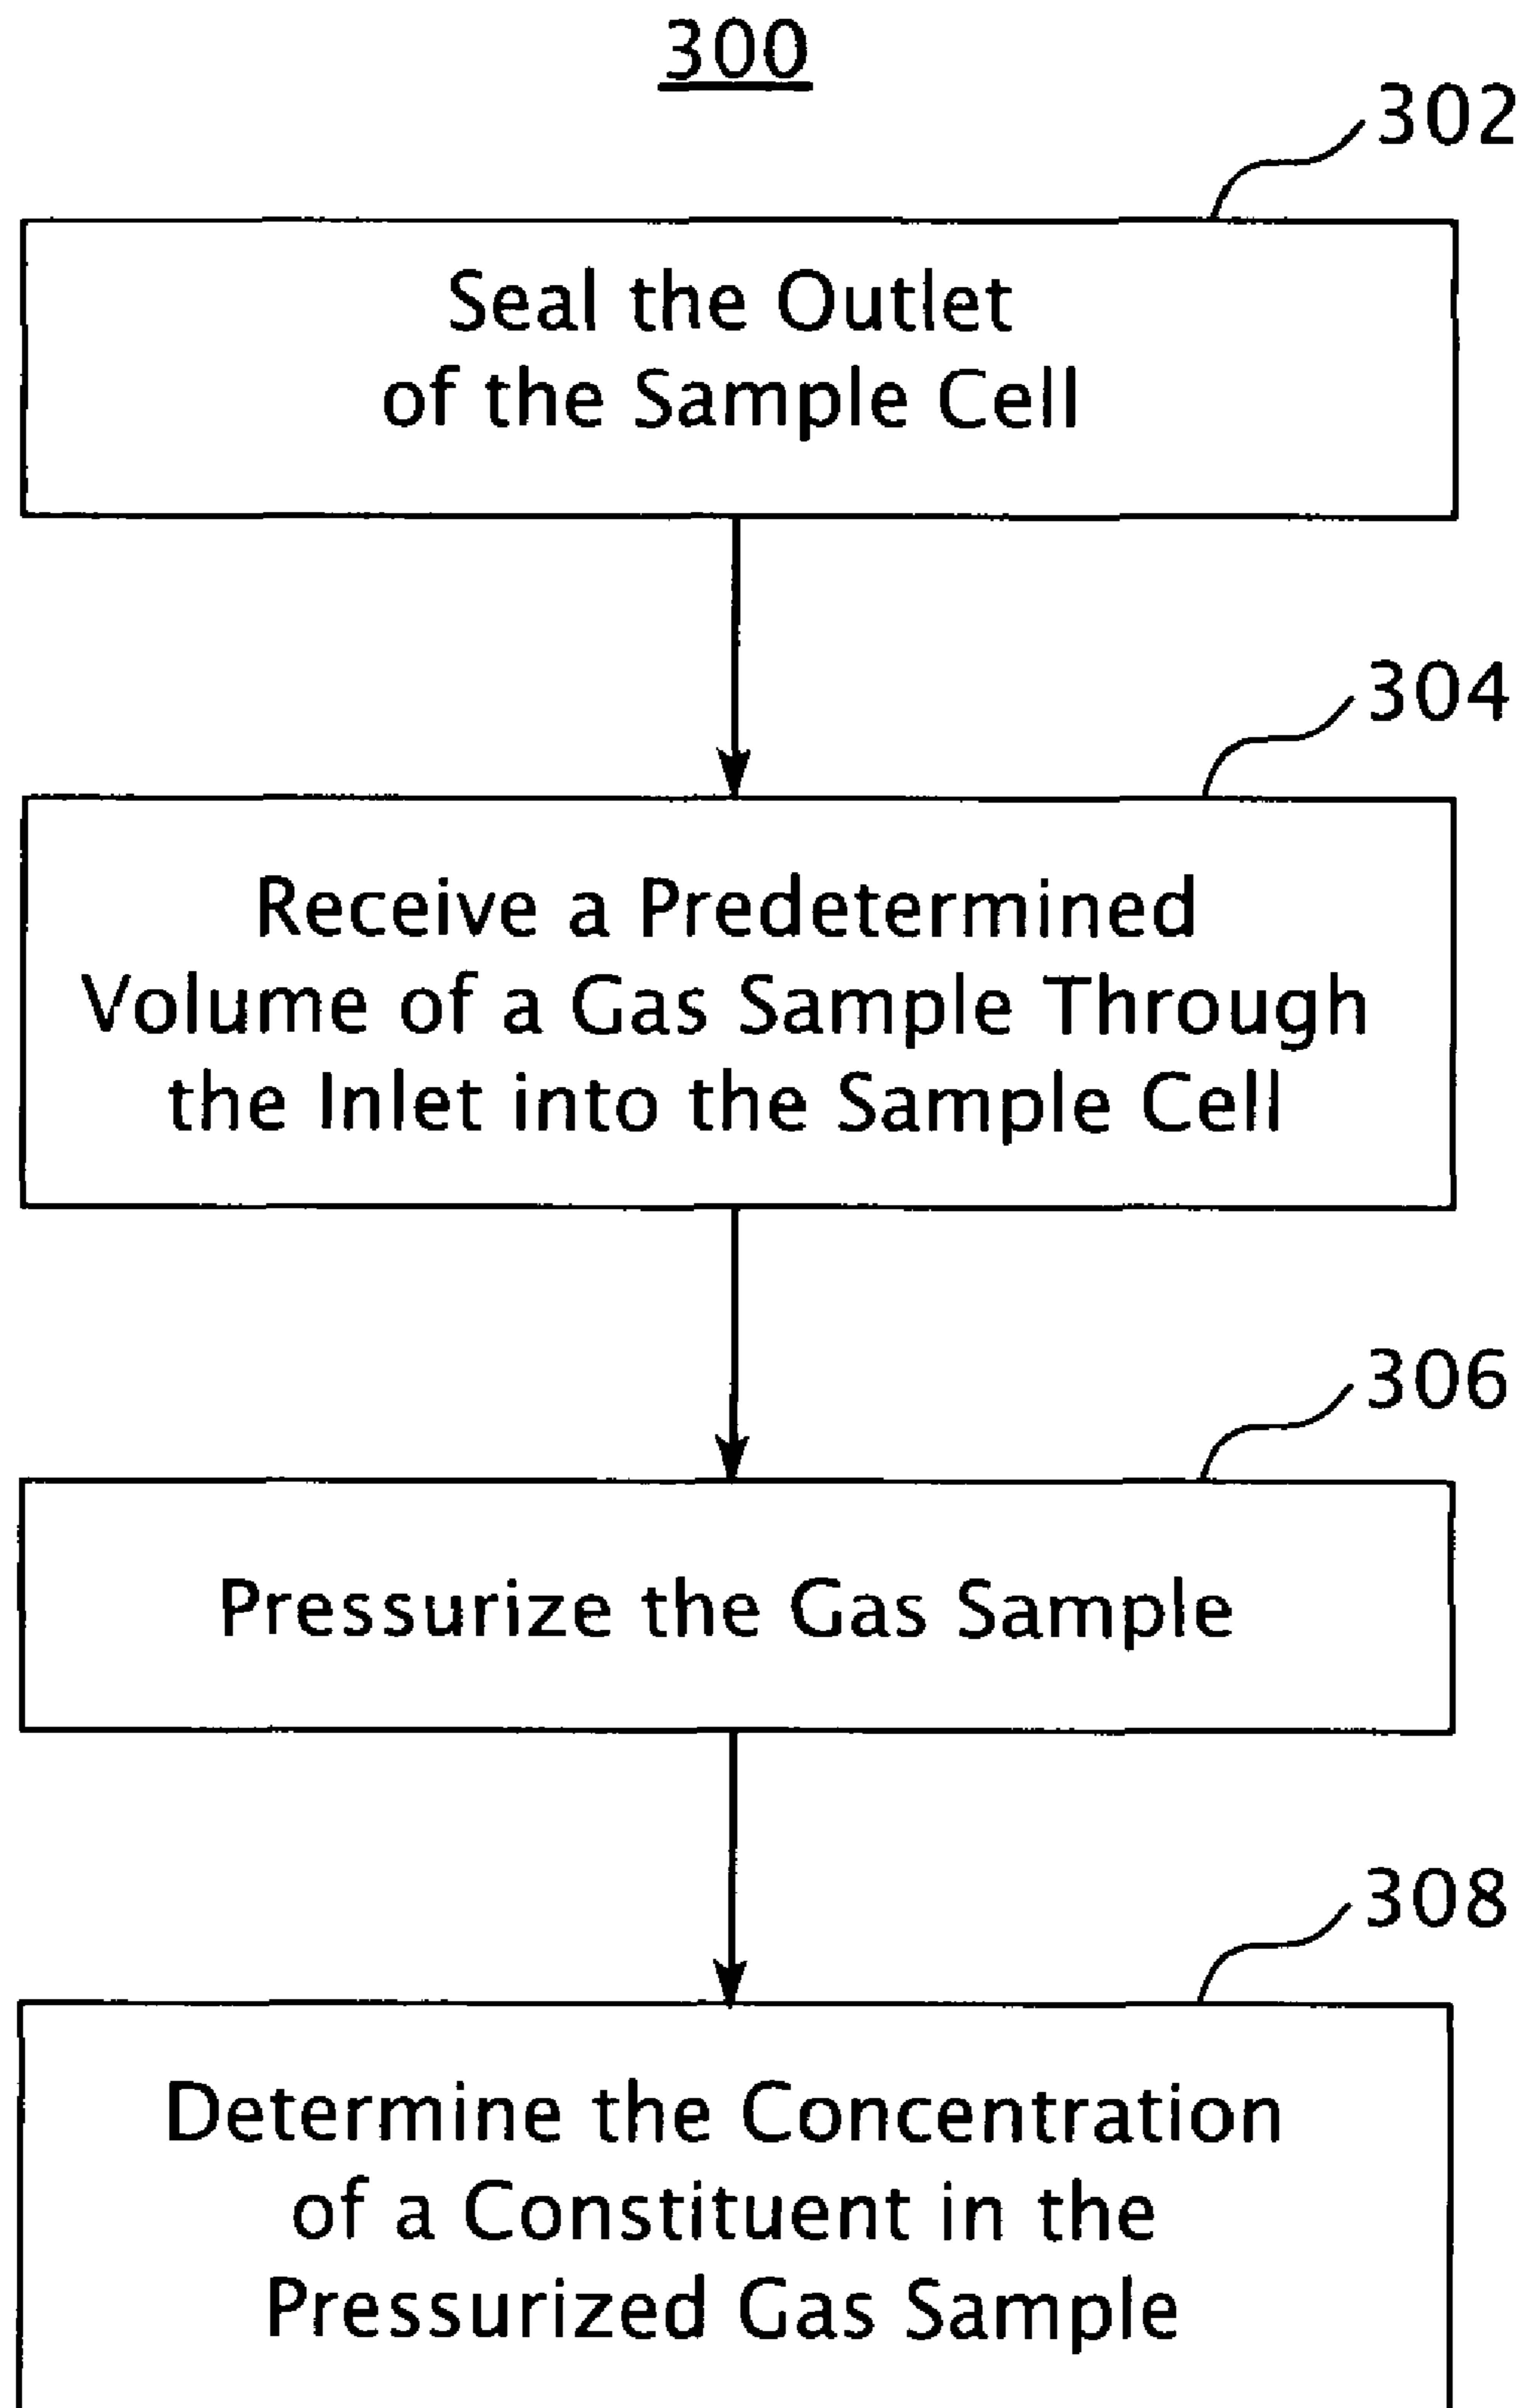 300
302
Seal the Outlet
of the Sample Cell
304
Receive a Predetermined
Volume of a Gas Sample Through
the Inlet into the Sample Cell
306
Pressurize the Gas Sample
308
Determine the Concentration
of a Constituent in the
Pressurized Gas Sample